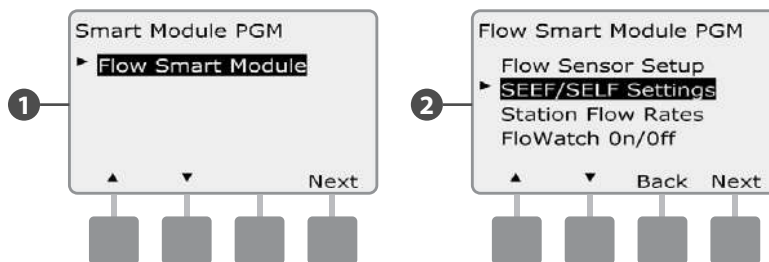 Smart Module PGM
► Flow Smart Module
1
▲ ▼ Next
Flow Smart Module PGM
Flow Sensor Setup
► SEEF/SELF Settings
2
Station Flow Rates
FloWatch On/Off
▲ ▼ Back Next